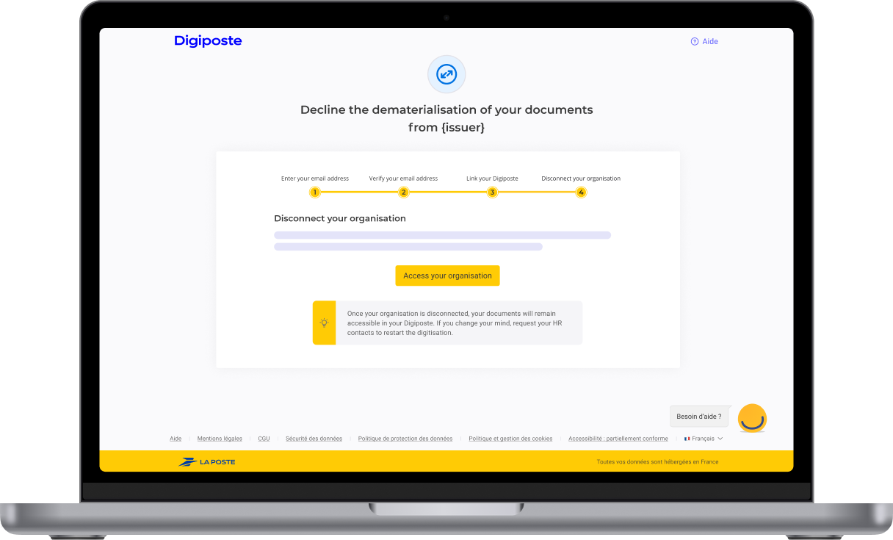 Digiposte
Aide
Decline the dematerialisation of your documents
from {issuer}
Enter your email address
Verify your email address
Link your Digiposte
Disconnect your organisation
1
2
3
4
Disconnect your organisation
Access your organisation
Once your organisation is disconnected, your documents will remain
accessible in your Digiposte. If you change your mind, request your HR
contacts to restart the digitisation.
Besoin d'aide ?
Aide
Mentions légales
CGU
Sécurité des données
Politique de protection des données
Politique et gestion des cookies
Accessibilité : partiellement conforme
Français
LA POSTE
Toutes vos données sont hébergées en France